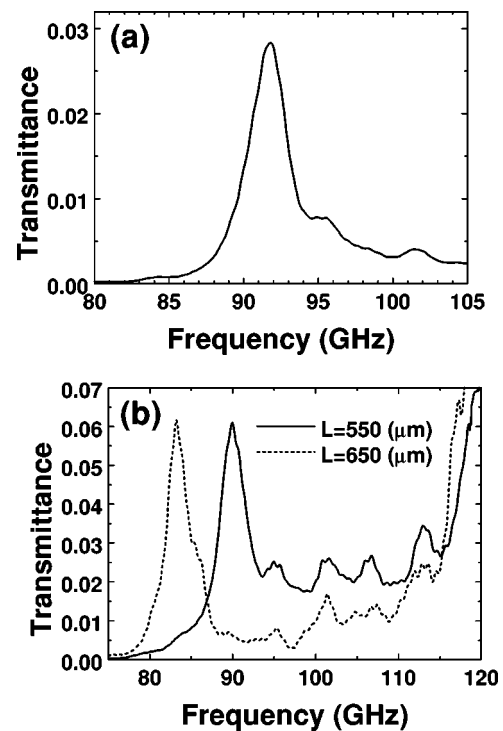 (a)
Transmittance
0.03
0.02
0.01
0.00
80 85 90 95 100 105
Frequency (GHz)
(b)
Transmittance
0.07
0.06
0.05
0.04
0.03
0.02
0.01
0.00
L=550 (μm)
L=650 (μm)
80 90 100 110 120
Frequency (GHz)